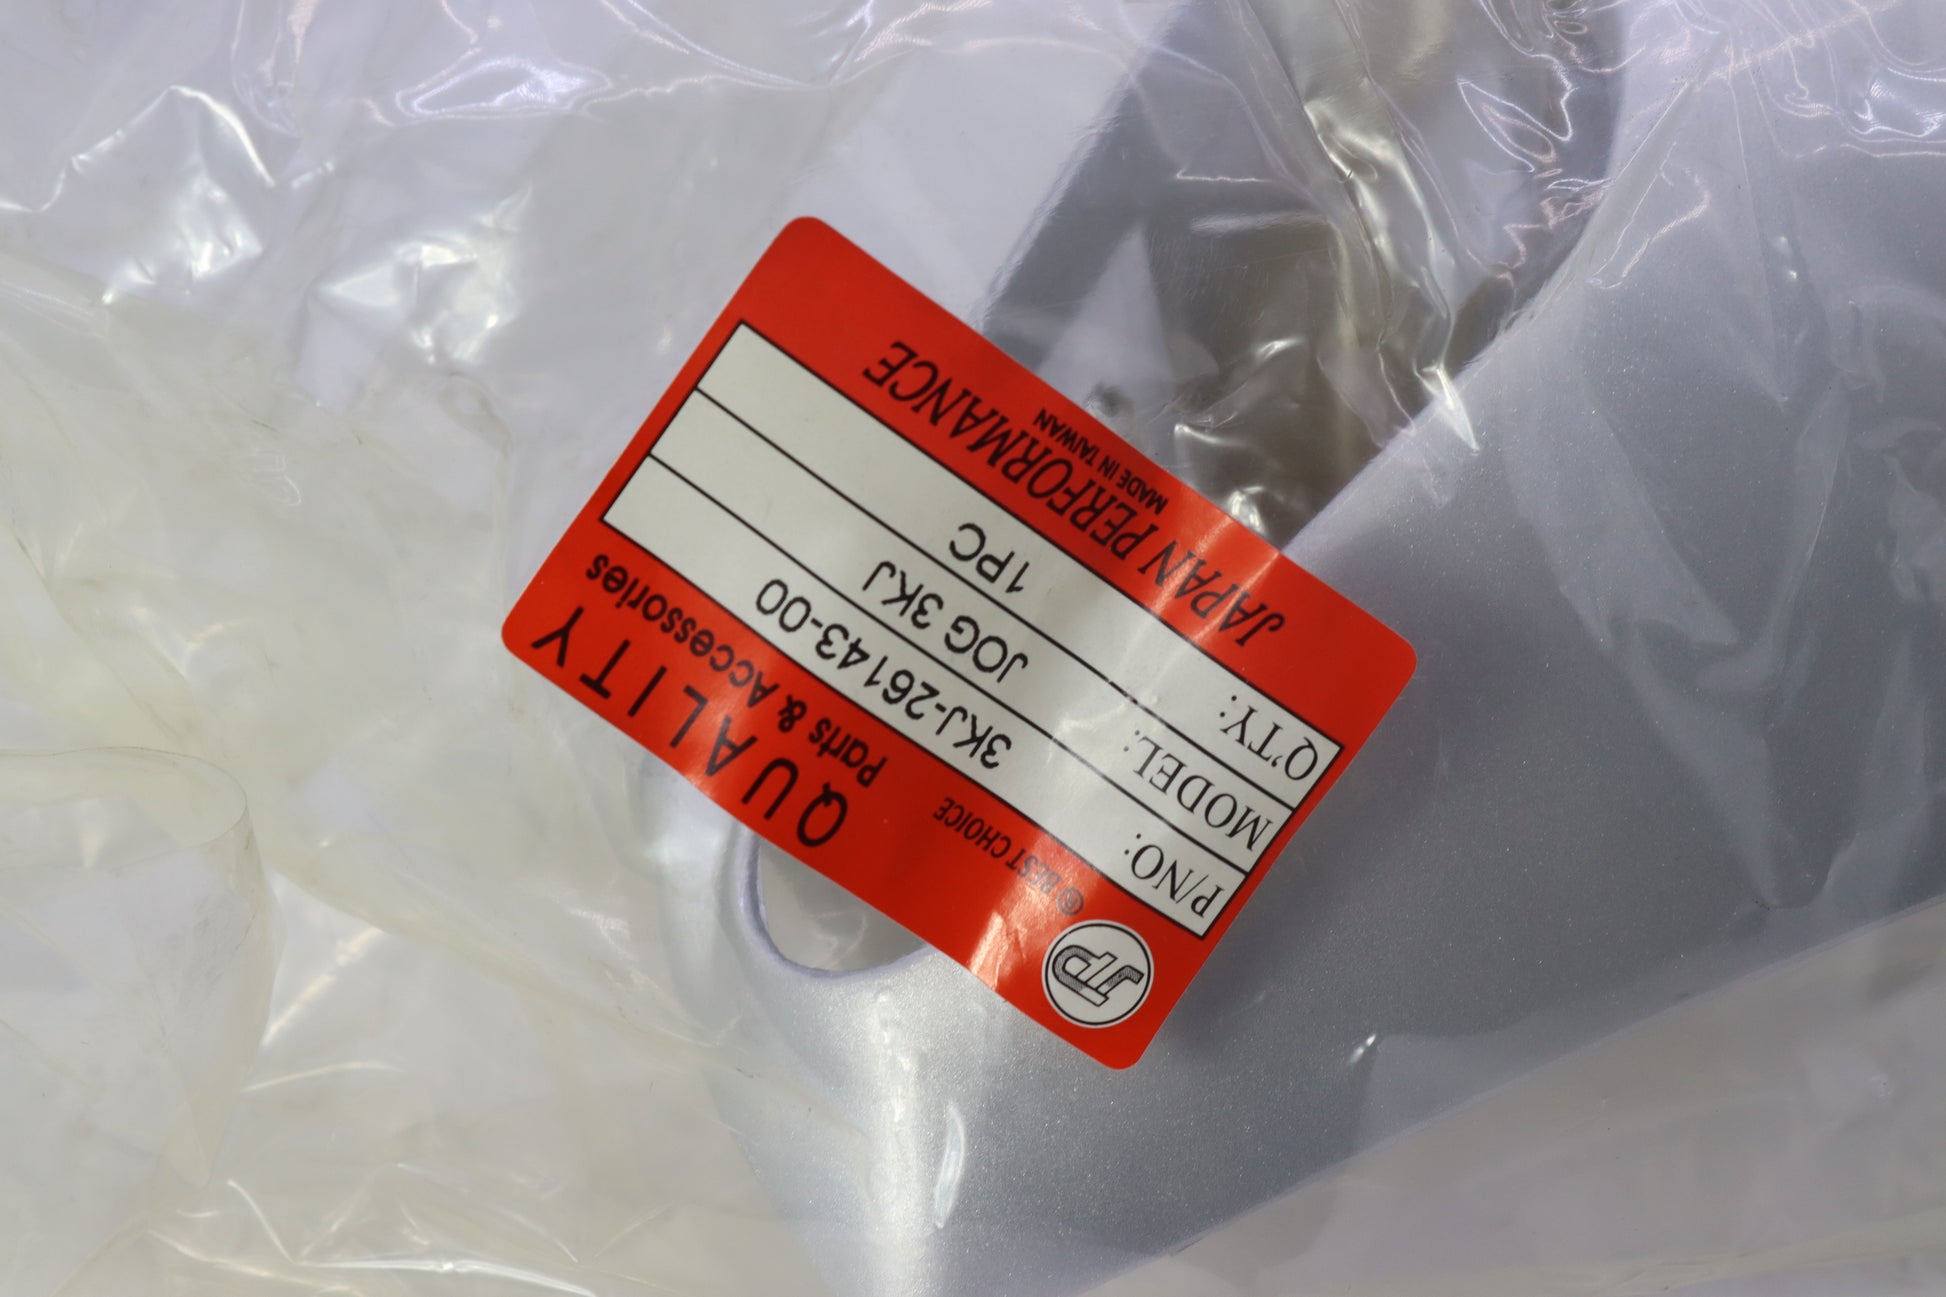 JP
© BEST CHOICE
QUALITY
Parts & Accessories
P/NO: 3KJ-26143-00
MODEL: JOG 3KJ
Q'TY: 1PC
JAPAN PERFORMANCE
MADE IN TAIWAN